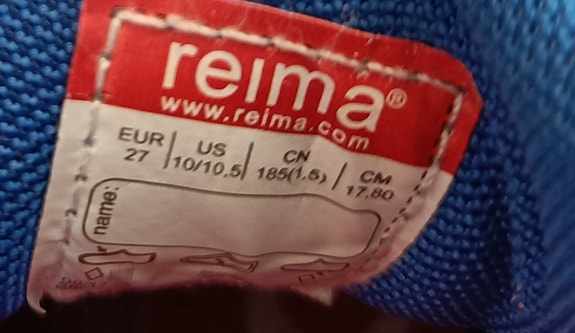 reima®
www.reima.com
EUR US CN CM
27 10/10.5 185(1.5) 17.80
name: